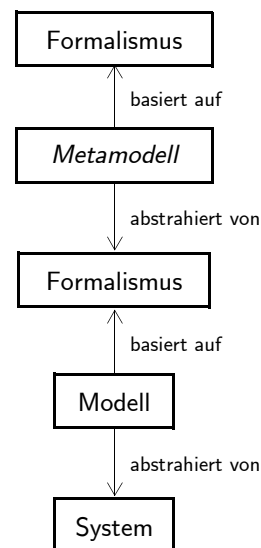 Formalismus
basiert auf
Metamodell
abstrahiert von
Formalismus
basiert auf
Modell
abstrahiert von
System